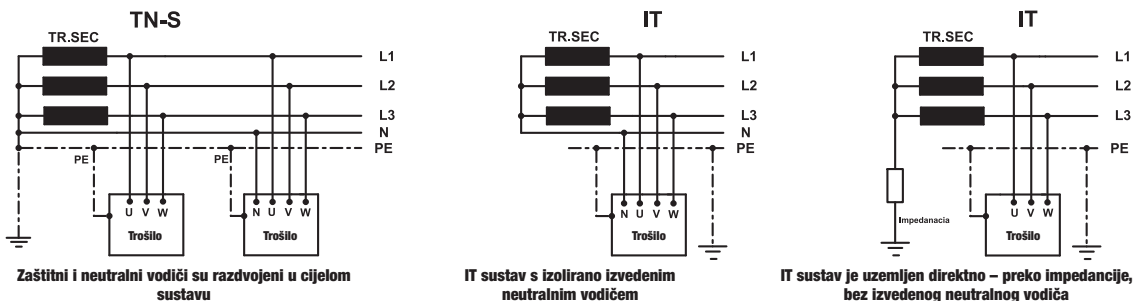 TN-S
TR.SEC
L1
L2
L3
N
PE
PE
PE
U V W
N U V W
Trošilo
Trošilo
Zaštitni i neutralni vodiči su razdvojeni u cijelom
sustavu
IT
TR.SEC
L1
L2
L3
N
PE
N U V W
Trošilo
IT sustav s izolirano izvedenim
neutralnim vodičem
IT
TR.SEC
L1
L2
L3
PE
Impedanacia
U V W
Trošilo
IT sustav je uzemljen direktno – preko impedancije,
bez izvedenog neutralnog vodiča